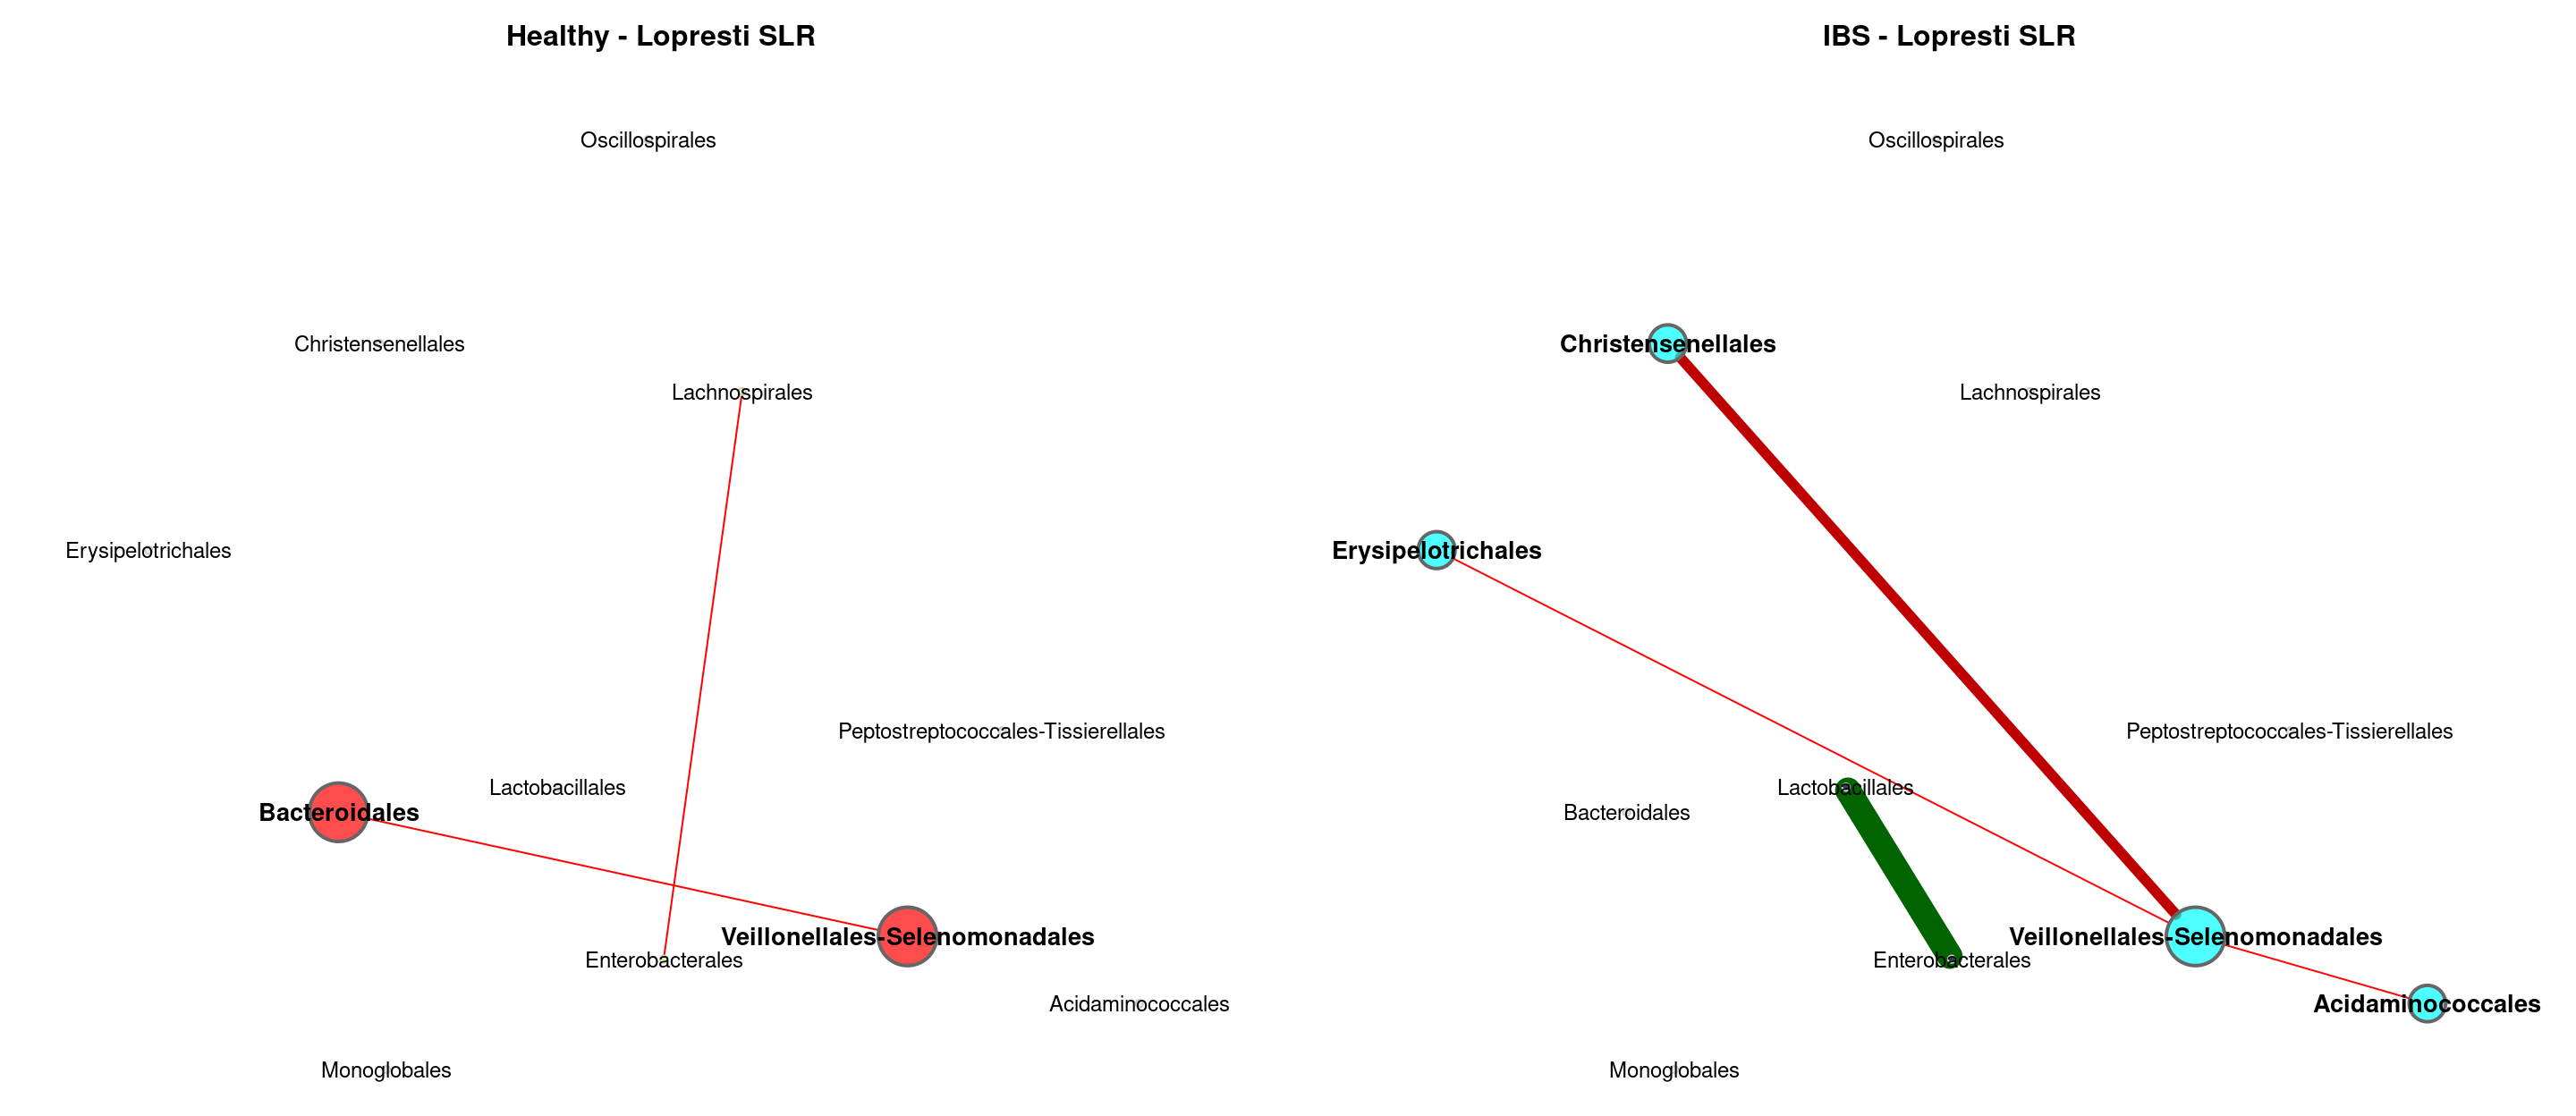 Healthy - Lopresti SLR
Oscillospirales
Christensenellales
Lachnospirales
Erysipelotrichales
Peptostreptococcales-Tissierellales
Lactobacillales
Bacteroidales
Veillonellales-Selenomonadales
Enterobacterales
Acidaminococcales
Monoglobales
IBS - Lopresti SLR
Oscillospirales
Christensenellales
Lachnospirales
Erysipelotrichales
Peptostreptococcales-Tissierellales
Lactobacillales
Bacteroidales
Veillonellales-Selenomonadales
Enterobacterales
Acidaminococcales
Monoglobales